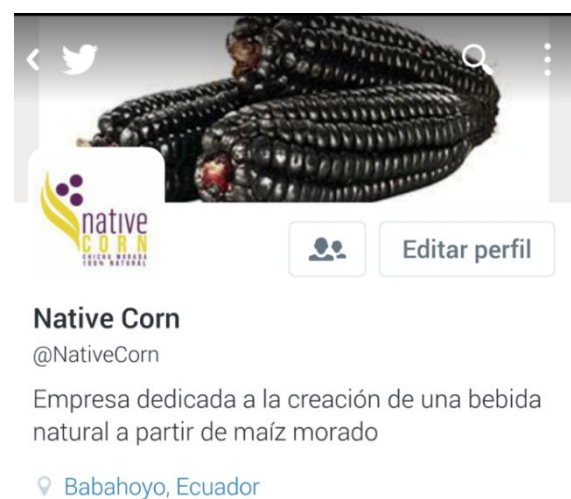 native
CORN
CHICHA MORADA
100% NATURAL
Editar perfil
Native Corn
@NativeCorn
Empresa dedicada a la creación de una bebida
natural a partir de maíz morado
Babahoyo, Ecuador